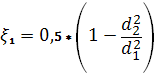 ξ₁ = 0,5 * (1 − d₂²/d₁²)